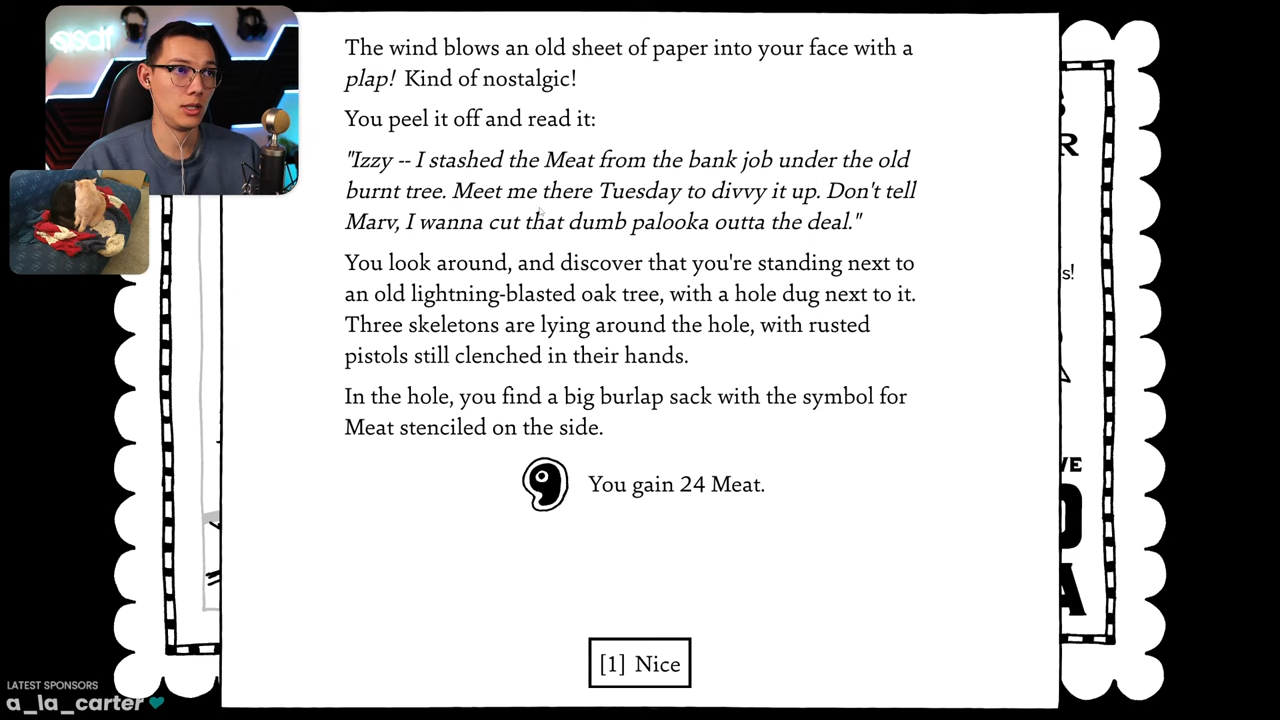 The wind blows an old sheet of paper into your face with a
plap! Kind of nostalgic!
You peel it off and read it:
"Izzy -- I stashed the Meat from the bank job under the old
burnt tree. Meet me there Tuesday to divvy it up. Don't tell
Marv, I wanna cut that dumb palooka outta the deal."
You look around, and discover that you're standing next to
an old lightning-blasted oak tree, with a hole dug next to it.
Three skeletons are lying around the hole, with rusted
pistols still clenched in their hands.
In the hole, you find a big burlap sack with the symbol for
Meat stenciled on the side.
You gain 24 Meat.
[1] Nice
LATEST SPONSORS
a_la_carter